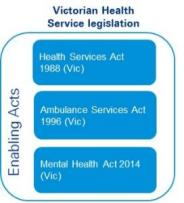 Victorian Health
Service legislation
Enabling Acts
Health Services Act
1988 (Vic)
Ambulance Services Act
1996 (Vic)
Mental Health Act 2014
(Vic)